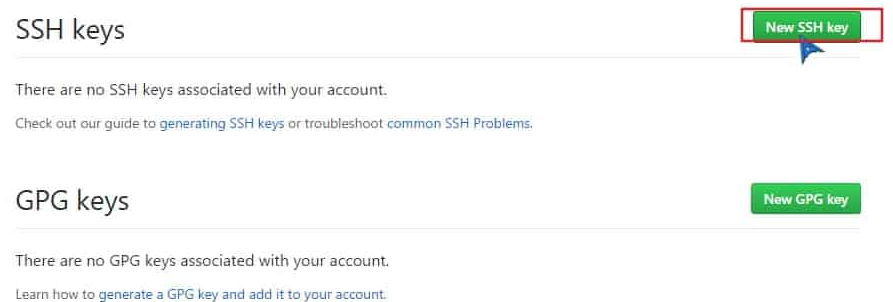 SSH keys
New SSH key
There are no SSH keys associated with your account.
Check out our guide to generating SSH keys or troubleshoot common SSH Problems.
GPG keys
New GPG key
There are no GPG keys associated with your account.
Learn how to generate a GPG key and add it to your account.